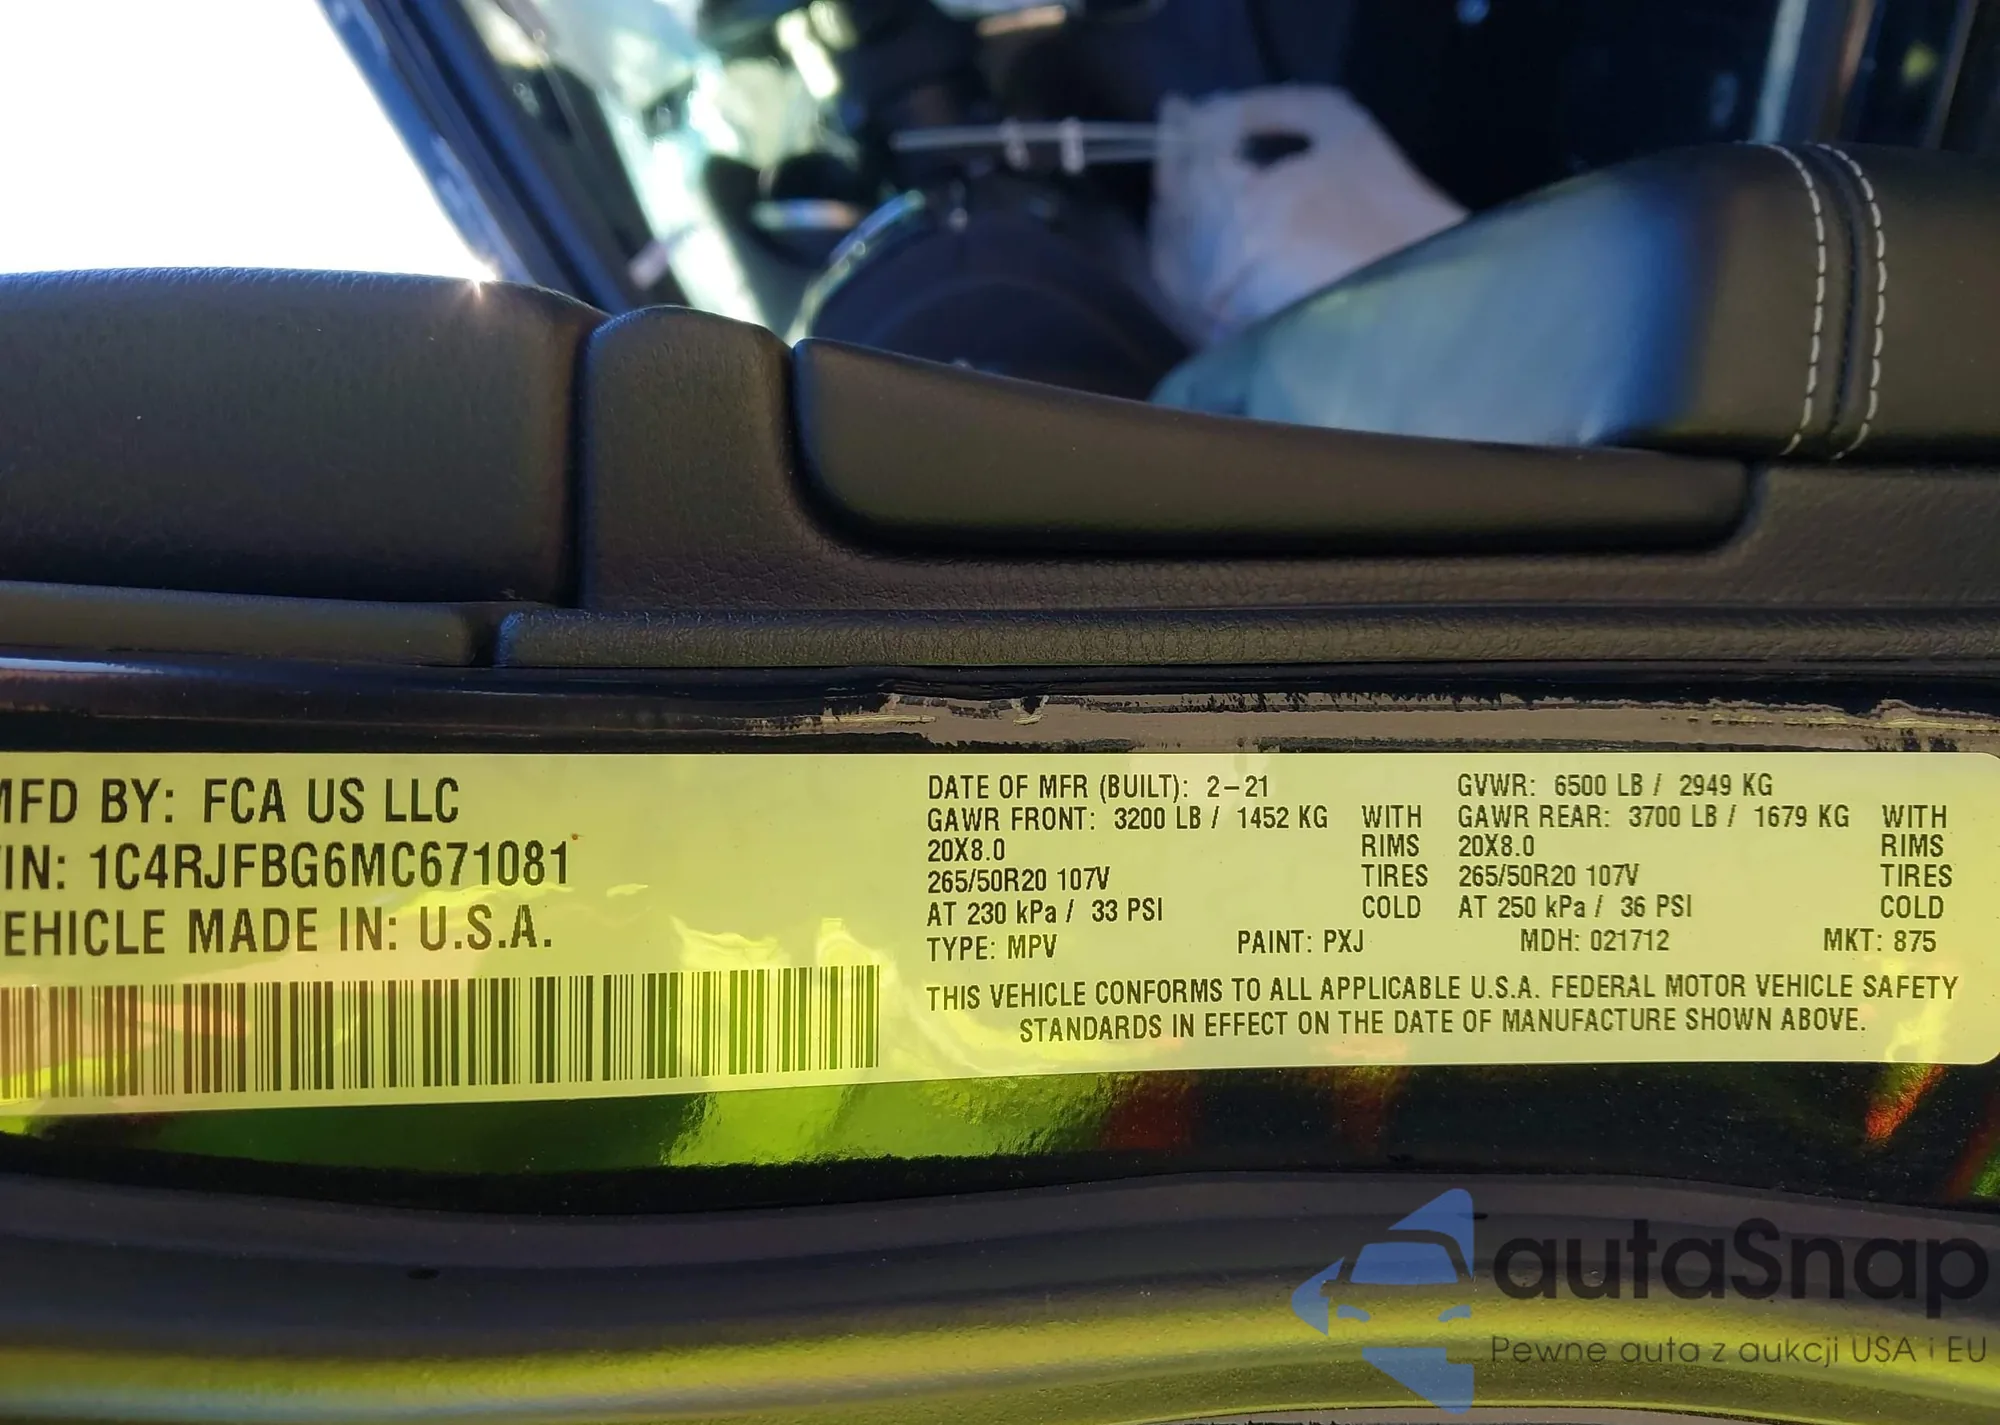 MFD BY: FCA US LLC
VIN: 1C4RJFBG6MC671081
VEHICLE MADE IN: U.S.A.
DATE OF MFR (BUILT): 2-21 GVWR: 6500 LB / 2949 KG
GAWR FRONT: 3200 LB / 1452 KG WITH GAWR REAR: 3700 LB / 1679 KG WITH
20X8.0 RIMS 20X8.0 RIMS
265/50R20 107V TIRES 265/50R20 107V TIRES
AT 230 kPa / 33 PSI COLD AT 250 kPa / 36 PSI COLD
TYPE: MPV PAINT: PXJ MDH: 021712 MKT: 875
THIS VEHICLE CONFORMS TO ALL APPLICABLE U.S.A. FEDERAL MOTOR VEHICLE SAFETY
STANDARDS IN EFFECT ON THE DATE OF MANUFACTURE SHOWN ABOVE.
autaSnap
Pewne auta z aukcji USA i EU